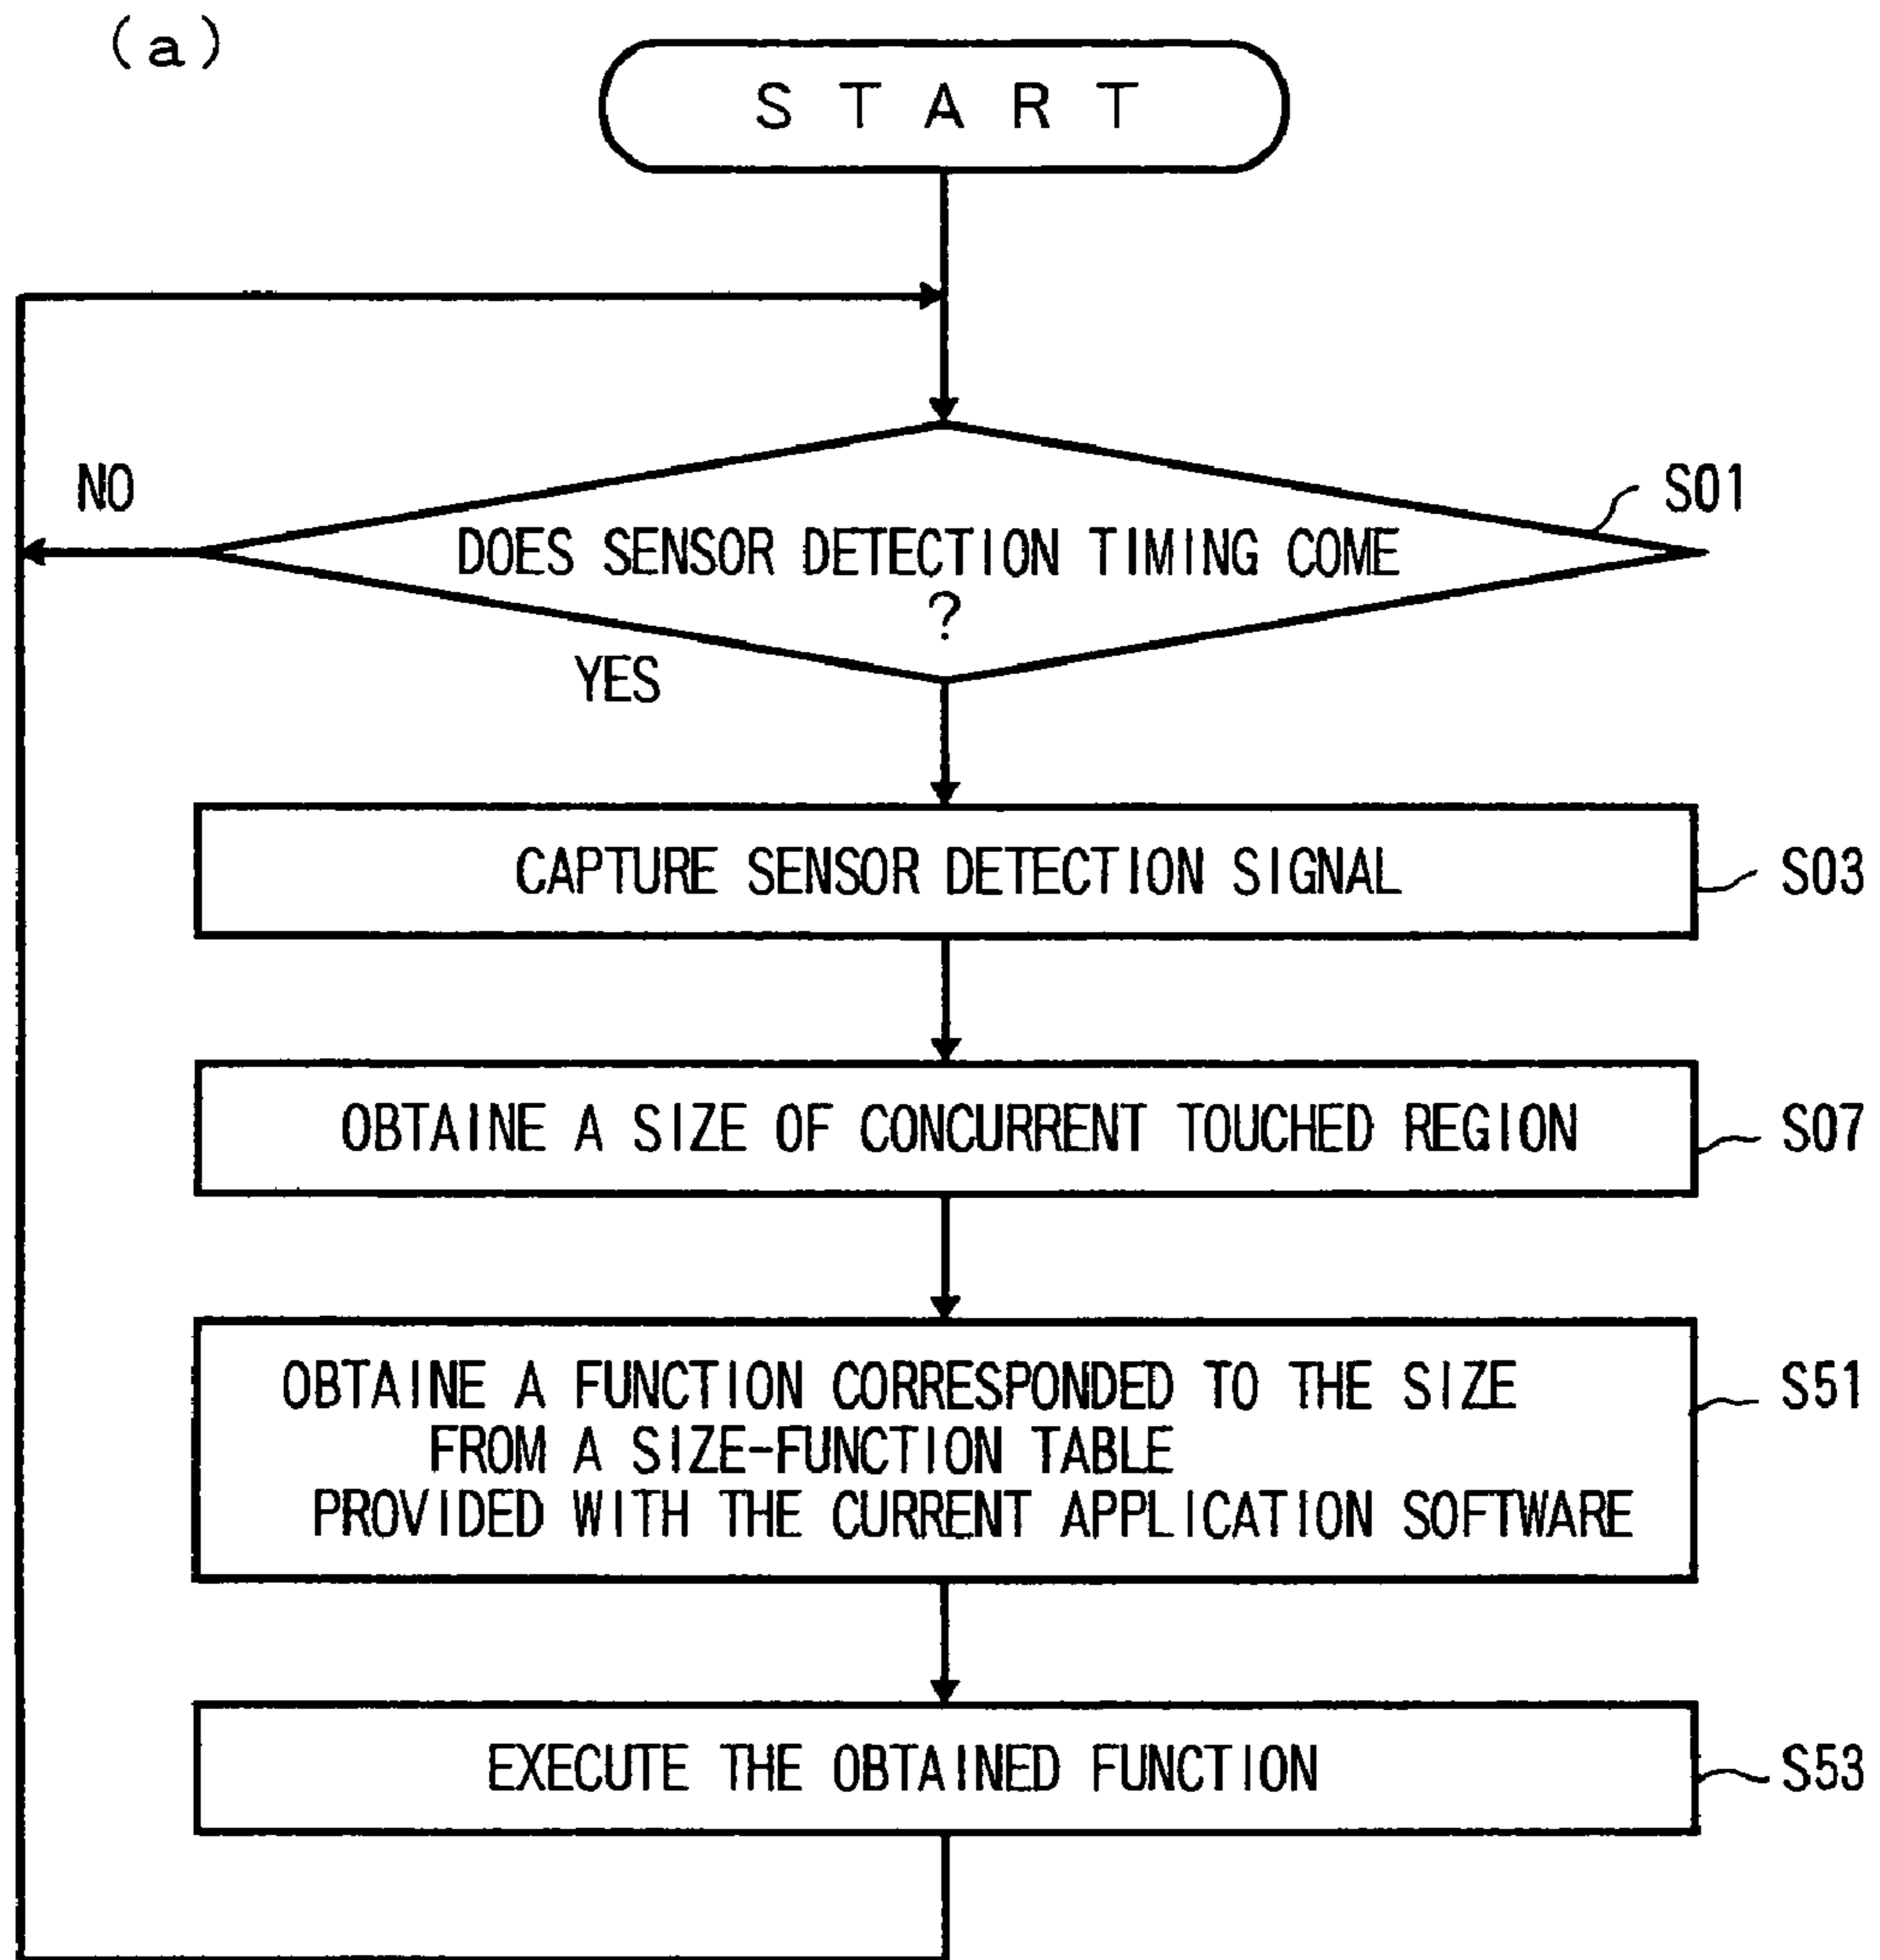 (a)
START
NO
S01
DOES SENSOR DETECTION TIMING COME
?
YES
CAPTURE SENSOR DETECTION SIGNAL
S03
OBTAINE A SIZE OF CONCURRENT TOUCHED REGION
S07
OBTAINE A FUNCTION CORRESPONDED TO THE SIZE
S51
FROM A SIZE-FUNCTION TABLE
PROVIDED WITH THE CURRENT APPLICATION SOFTWARE
EXECUTE THE OBTAINED FUNCTION
S53